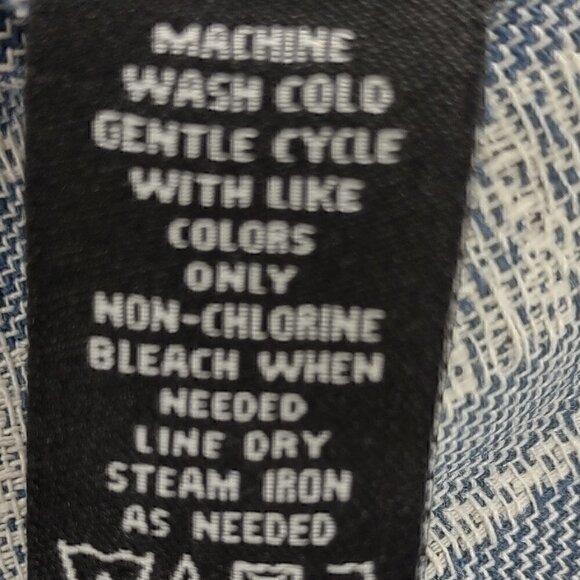 MACHINE
WASH COLD
GENTLE CYCLE
WITH LIKE
COLORS
ONLY
NON-CHLORINE
BLEACH WHEN
NEEDED
LINE DRY
STEAM IRON
AS NEEDED